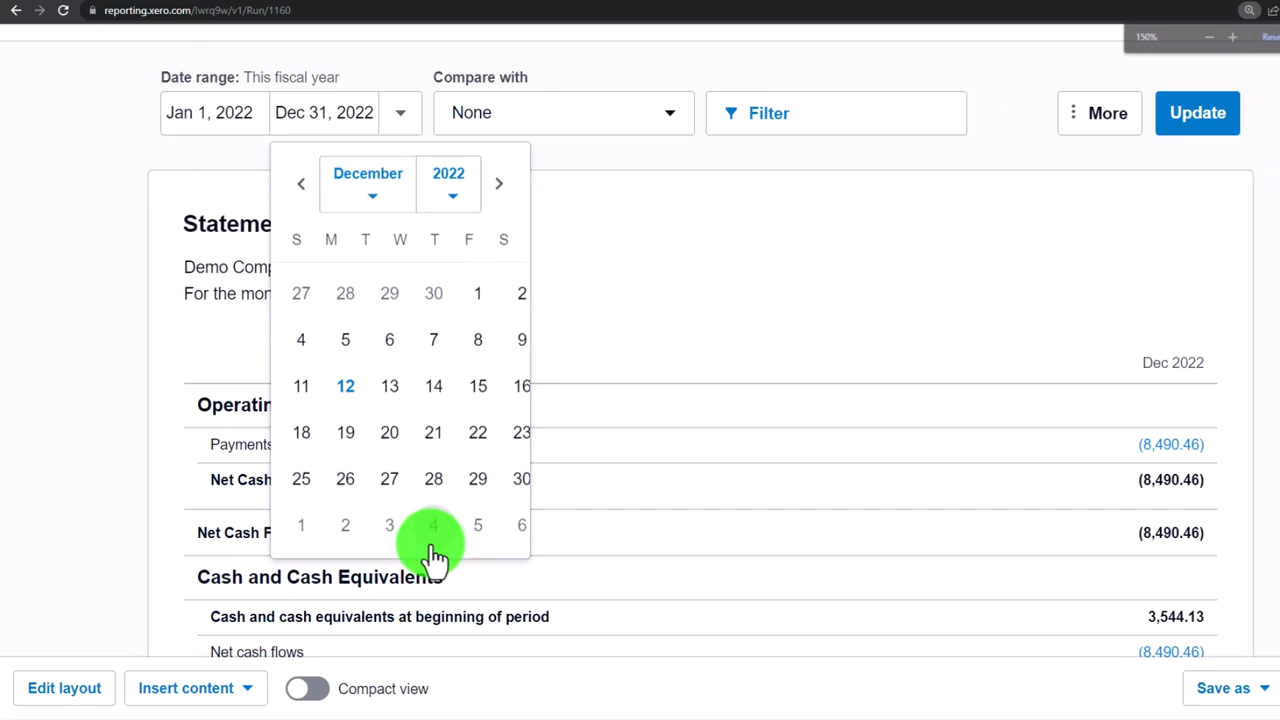 reporting.xero.com/lwrq9w/v1/Run/1160
150%
Date range: This fiscal year
Compare with
Jan 1, 2022
Dec 31, 2022
None
Filter
More
Update
December
2022
S M T W T F S
27 28 29 30 1 2
4 5 6 7 8 9
11 12 13 14 15 16
18 19 20 21 22 23
25 26 27 28 29 30
1 2 3 4 5 6
Stateme
Demo Comp
For the mon
Dec 2022
Operatin
Payments (8,490.46)
Net Cash (8,490.46)
Net Cash F (8,490.46)
Cash and Cash Equivalents
Cash and cash equivalents at beginning of period 3,544.13
Net cash flows (8,490.46)
Edit layout
Insert content
Compact view
Save as